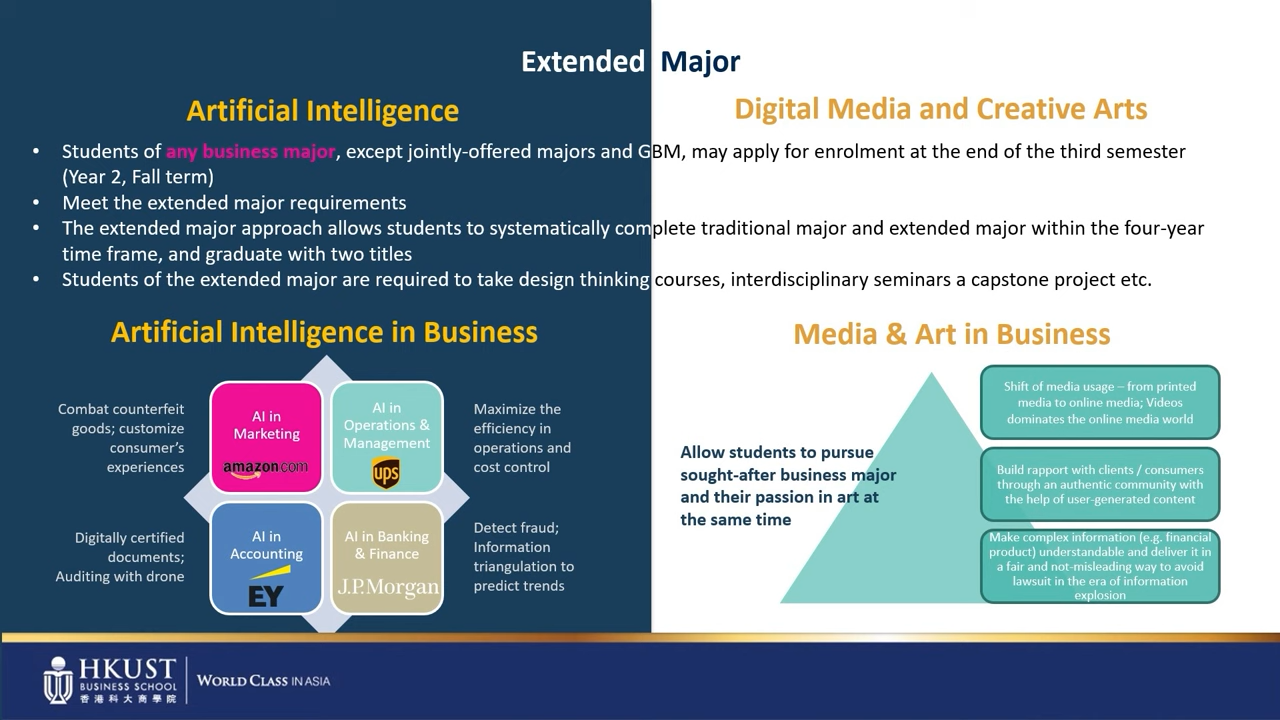 Extended Major
Artificial Intelligence
Digital Media and Creative Arts
• Students of any business major, except jointly-offered majors and GBM, may apply for enrolment at the end of the third semester
(Year 2, Fall term)
• Meet the extended major requirements
• The extended major approach allows students to systematically complete traditional major and extended major within the four-year
time frame, and graduate with two titles
• Students of the extended major are required to take design thinking courses, interdisciplinary seminars a capstone project etc.
Artificial Intelligence in Business
Combat counterfeit
goods; customize
consumer's
experiences
AI in
Marketing
amazon.com
AI in
Operations &
Management
ups
Maximize the
efficiency in
operations and
cost control
Digitally certified
documents;
Auditing with drone
AI in
Accounting
EY
AI in Banking
& Finance
J.P.Morgan
Detect fraud;
Information
triangulation to
predict trends
Media & Art in Business
Allow students to pursue
sought-after business major
and their passion in art at
the same time
Shift of media usage – from printed
media to online media; Videos
dominates the online media world
Build rapport with clients / consumers
through an authentic community with
the help of user-generated content
Make complex information (e.g. financial
product) understandable and deliver it in
a fair and not-misleading way to avoid
lawsuit in the era of information
explosion
HKUST
BUSINESS SCHOOL
香港科大商學院
WORLD CLASS IN ASIA